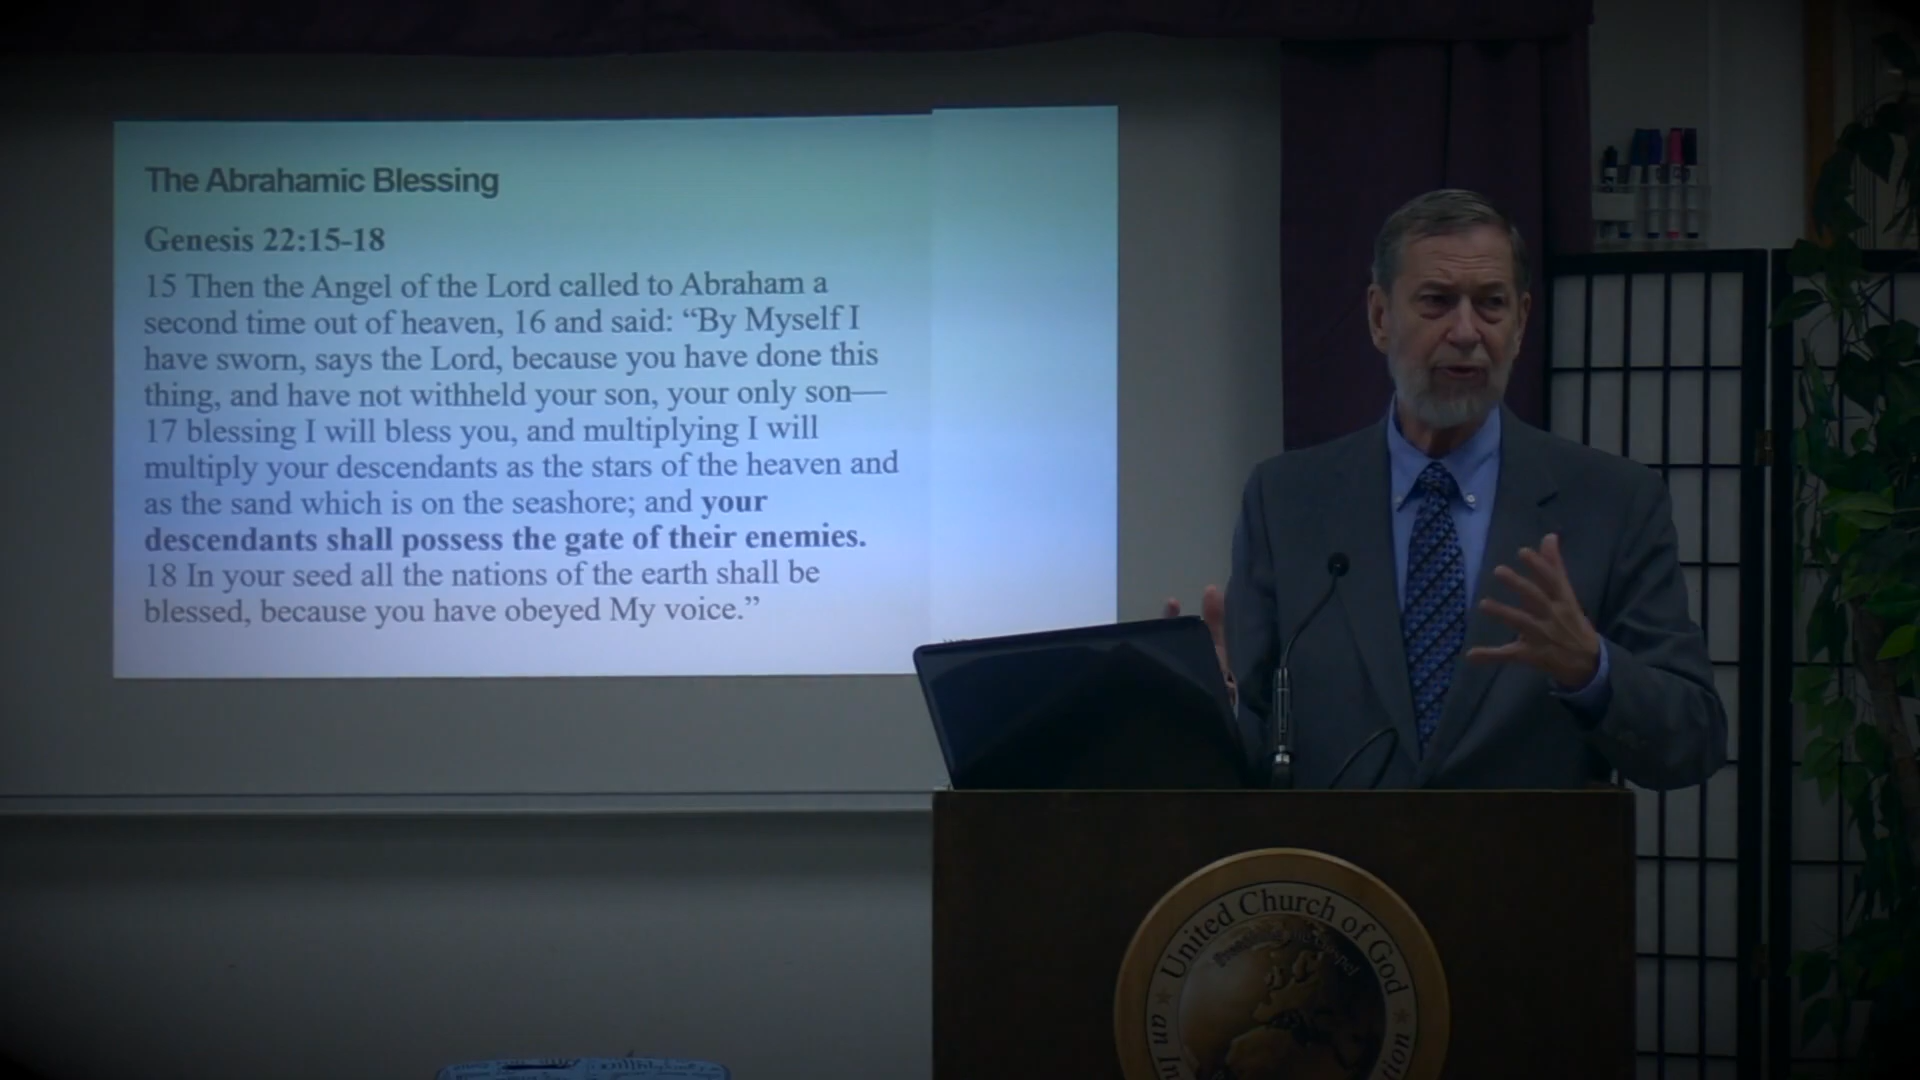 The Abrahamic Blessing
Genesis 22:15-18
15 Then the Angel of the Lord called to Abraham a
second time out of heaven, 16 and said: “By Myself I
have sworn, says the Lord, because you have done this
thing, and have not withheld your son, your only son—
17 blessing I will bless you, and multiplying I will
multiply your descendants as the stars of the heaven and
as the sand which is on the seashore; and your
descendants shall possess the gate of their enemies.
18 In your seed all the nations of the earth shall be
blessed, because you have obeyed My voice.”
United Church of God
an